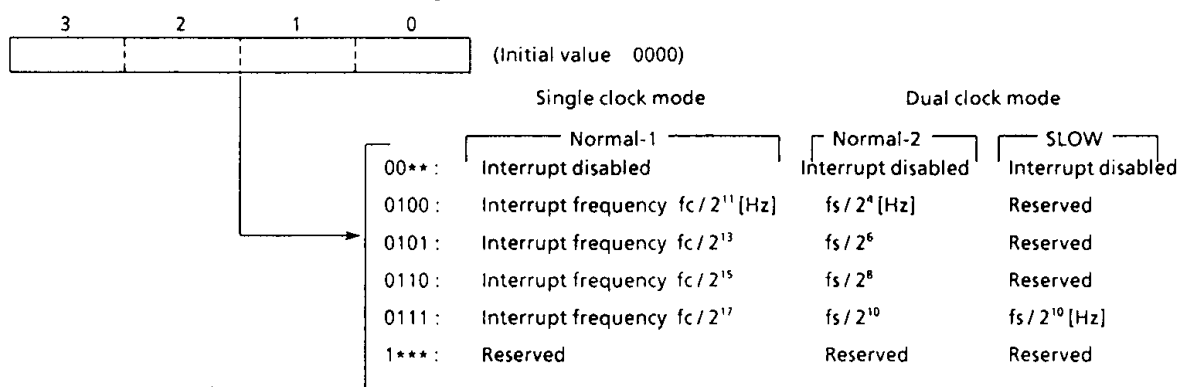 3 2 1 0
(Initial value 0000)
Single clock mode Dual clock mode
Normal-1 Normal-2 SLOW
00** : Interrupt disabled Interrupt disabled Interrupt disabled
0100 : Interrupt frequency fc / 2¹¹ [Hz] fs / 2⁴ [Hz] Reserved
0101 : Interrupt frequency fc / 2¹³ fs / 2⁶ Reserved
0110 : Interrupt frequency fc / 2¹⁵ fs / 2⁸ Reserved
0111 : Interrupt frequency fc / 2¹⁷ fs / 2¹⁰ fs / 2¹⁰ [Hz]
1*** : Reserved Reserved Reserved